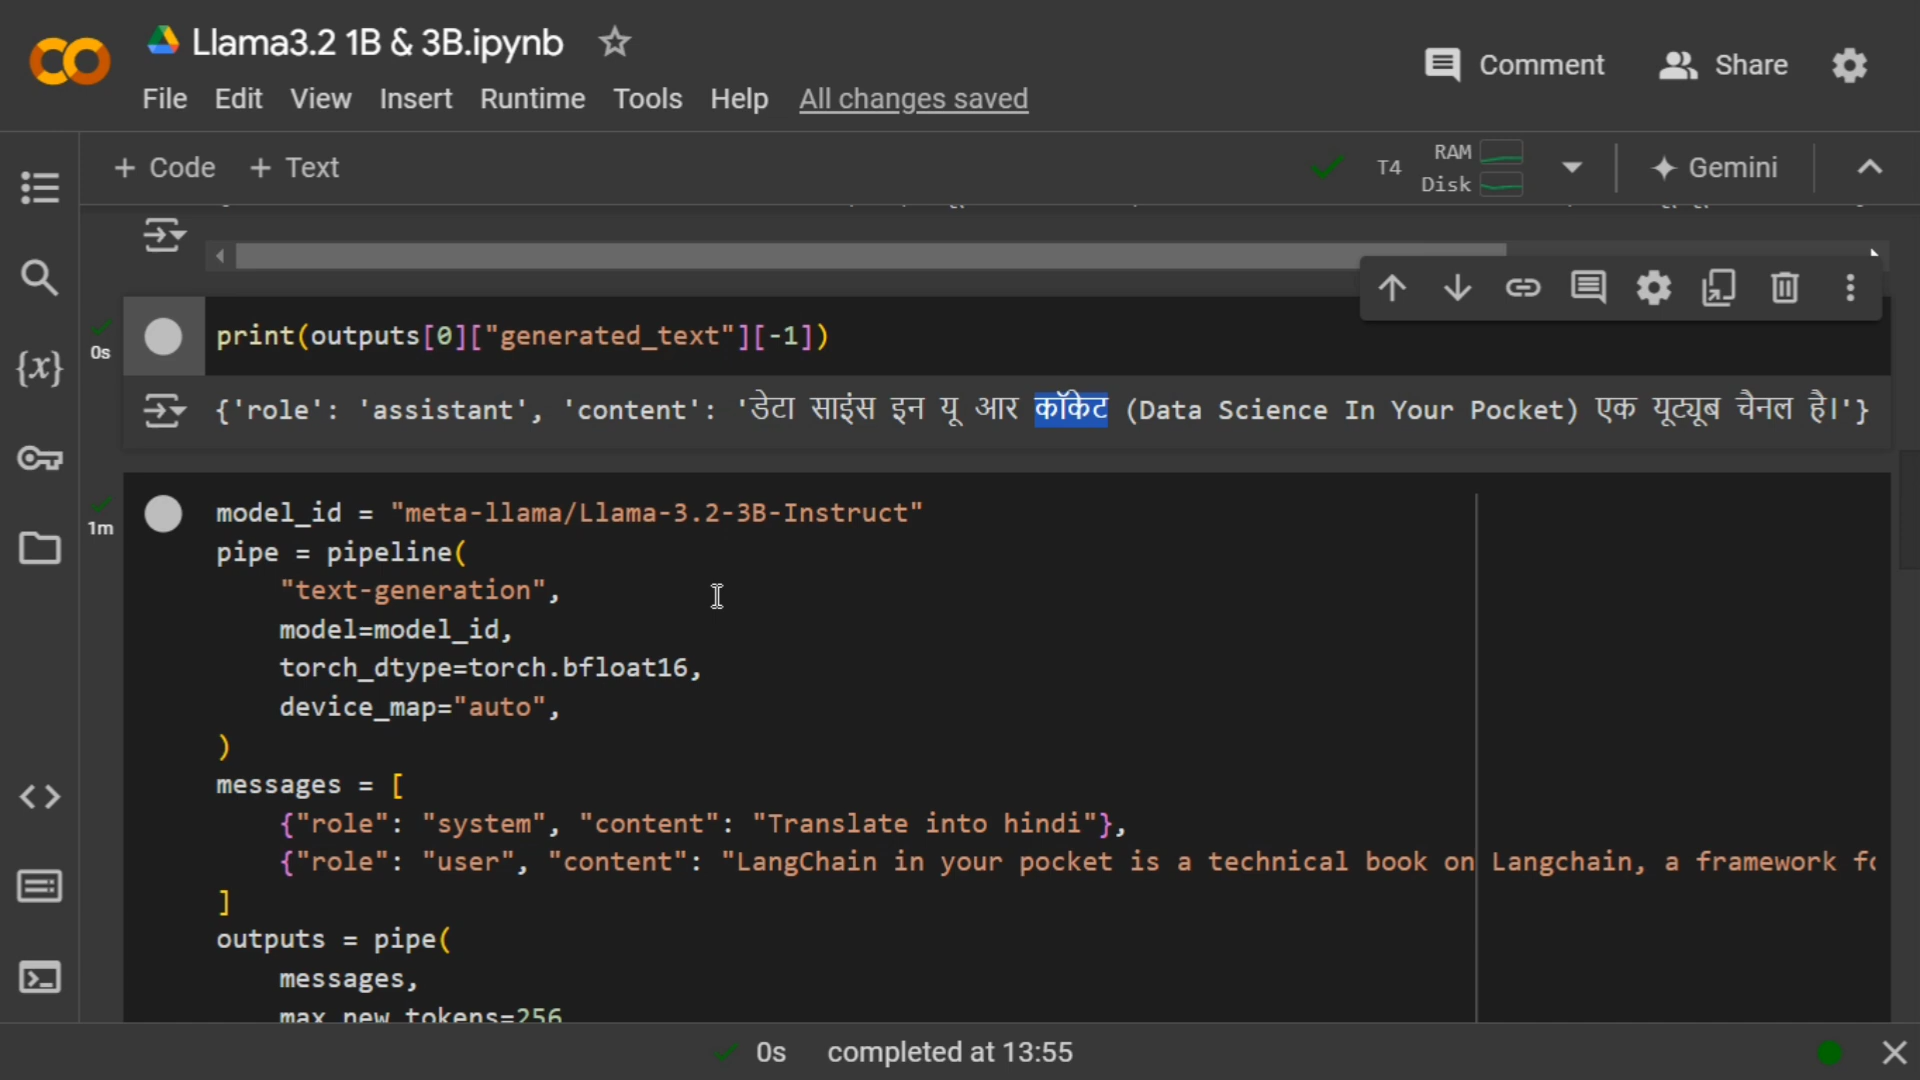 Llama3.2 1B & 3B.ipynb
Comment Share
File Edit View Insert Runtime Tools Help All changes saved
+ Code + Text
T4 RAM Disk Gemini
0s
print(outputs[0]["generated_text"][-1])
{'role': 'assistant', 'content': 'डेटा साइंस इन यू आर कॉकेट (Data Science In Your Pocket) एक यूट्यूब चैनल है।'}
1m
model_id = "meta-llama/Llama-3.2-3B-Instruct"
pipe = pipeline(
"text-generation",
model=model_id,
torch_dtype=torch.bfloat16,
device_map="auto",
)
messages = [
{"role": "system", "content": "Translate into hindi"},
{"role": "user", "content": "LangChain in your pocket is a technical book on Langchain, a framework fo
]
outputs = pipe(
messages,
max_new_tokens=256
0s completed at 13:55